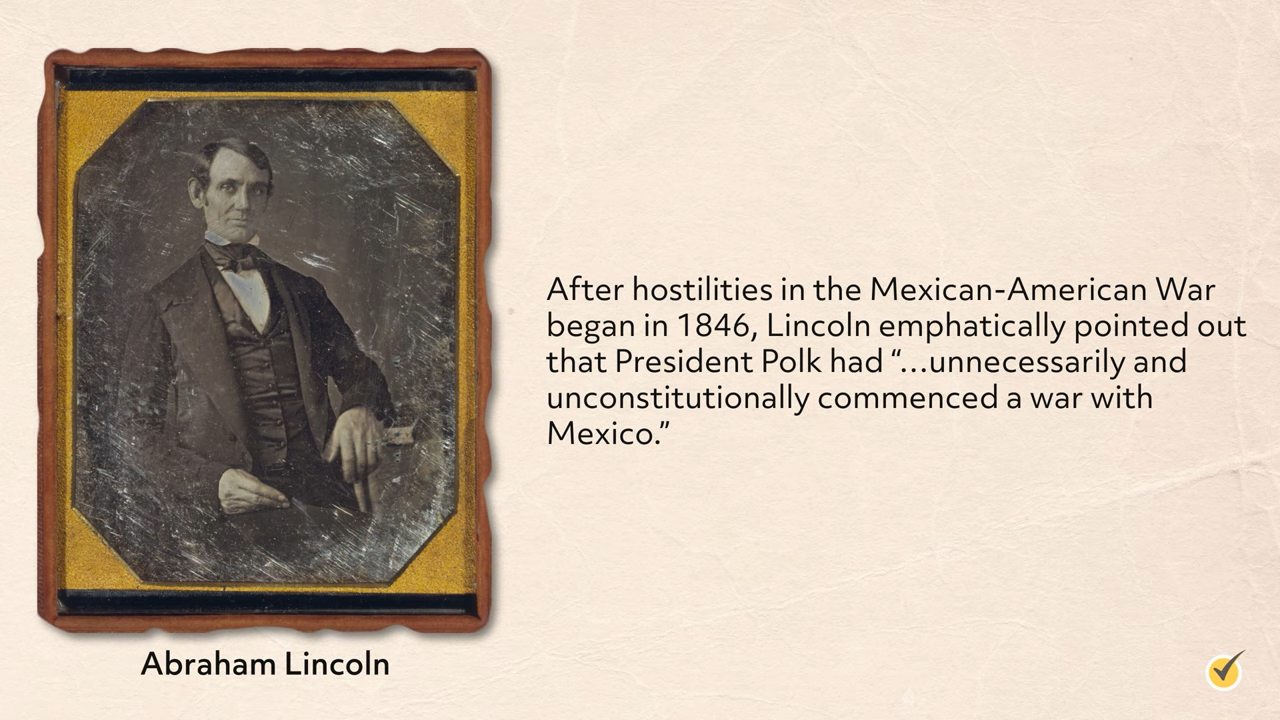 After hostilities in the Mexican-American War
began in 1846, Lincoln emphatically pointed out
that President Polk had “...unnecessarily and
unconstitutionally commenced a war with
Mexico.”
Abraham Lincoln